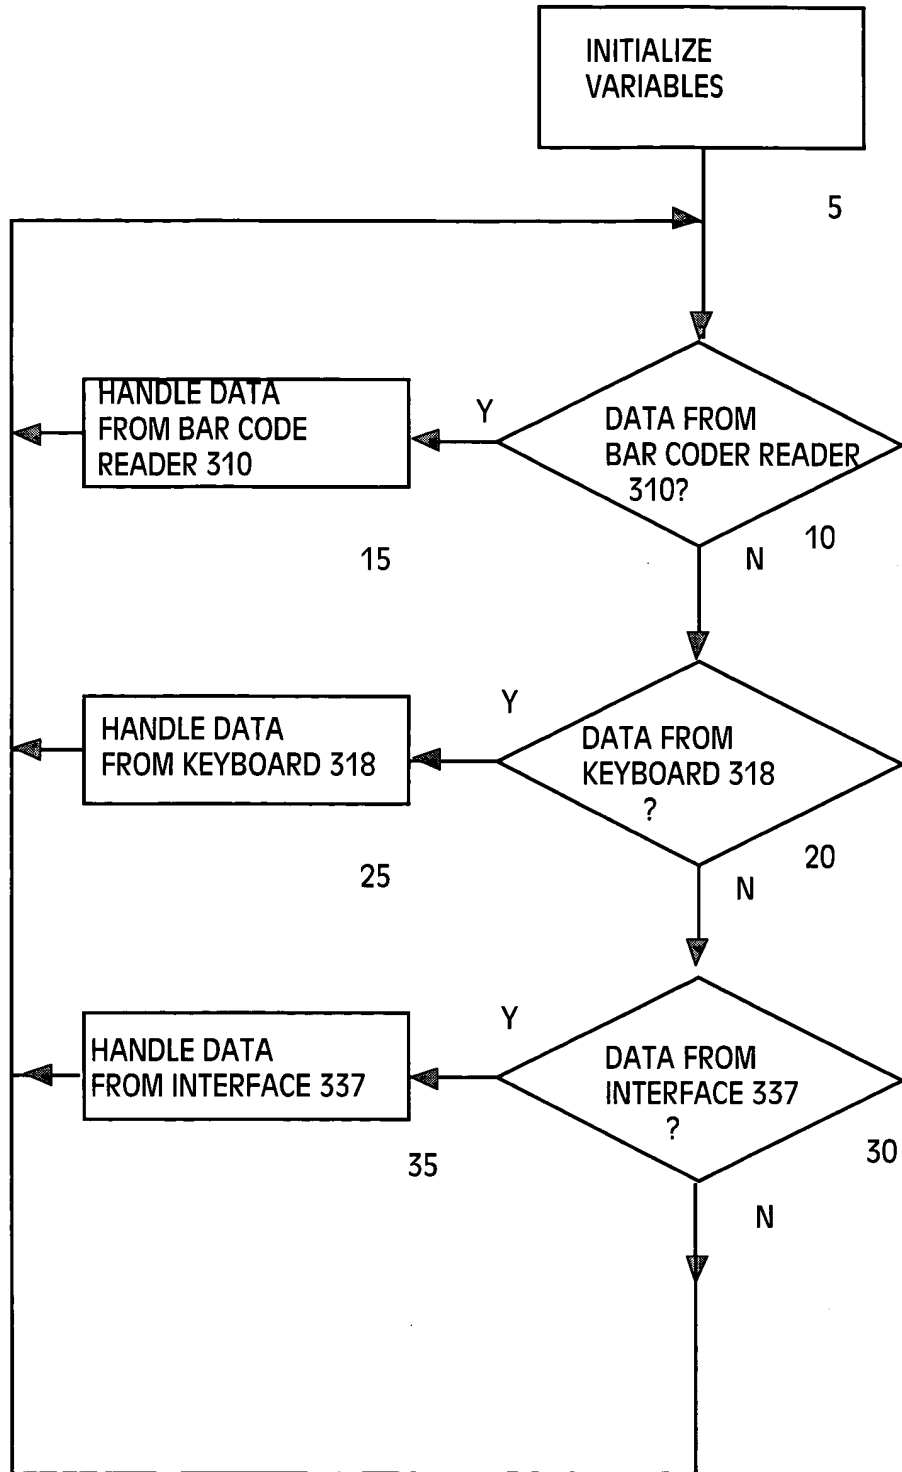 INITIALIZE
VARIABLES
5
HANDLE DATA
FROM BAR CODE
READER 310
Y
DATA FROM
BAR CODER READER
310?
10
15
N
HANDLE DATA
FROM KEYBOARD 318
Y
DATA FROM
KEYBOARD 318
?
20
25
N
HANDLE DATA
FROM INTERFACE 337
Y
DATA FROM
INTERFACE 337
?
30
35
N